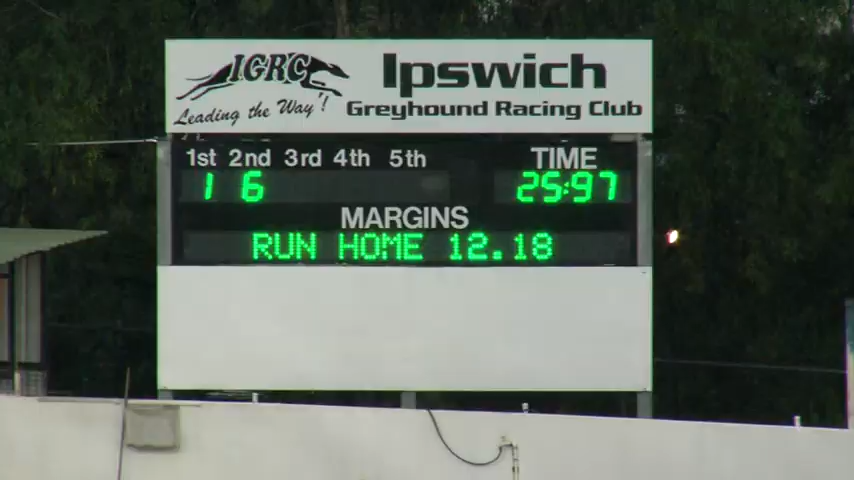 IGRC
Leading the Way!
Ipswich
Greyhound Racing Club
1st 2nd 3rd 4th 5th TIME
1 6 25:97
MARGINS
RUN HOME 12.18